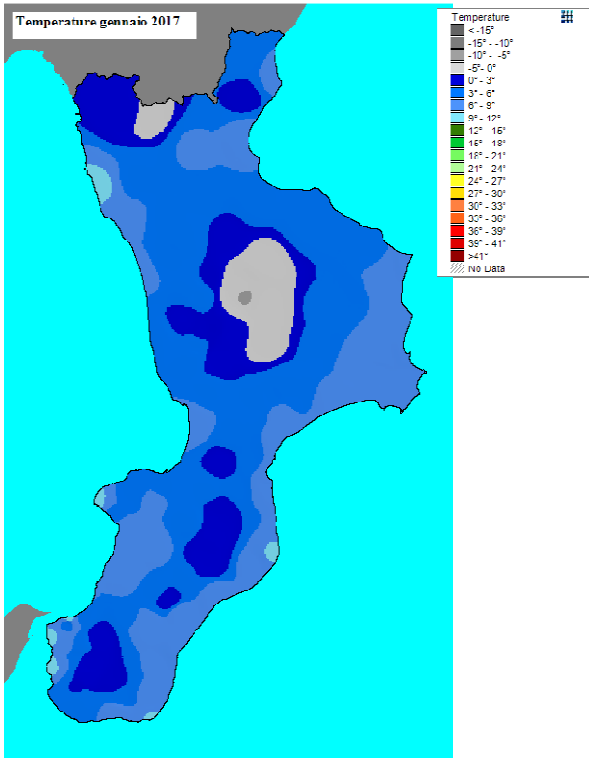 Temperature gennaio 2017
Temperature
< -15°
-15° - -10°
-10° - -5°
-5° - 0°
0° - 3°
3° - 6°
6° - 9°
9° - 12°
12° - 15°
15° - 18°
18° - 21°
21° - 24°
24° - 27°
27° - 30°
30° - 33°
33° - 36°
36° - 39°
39° - 41°
>41°
No Data